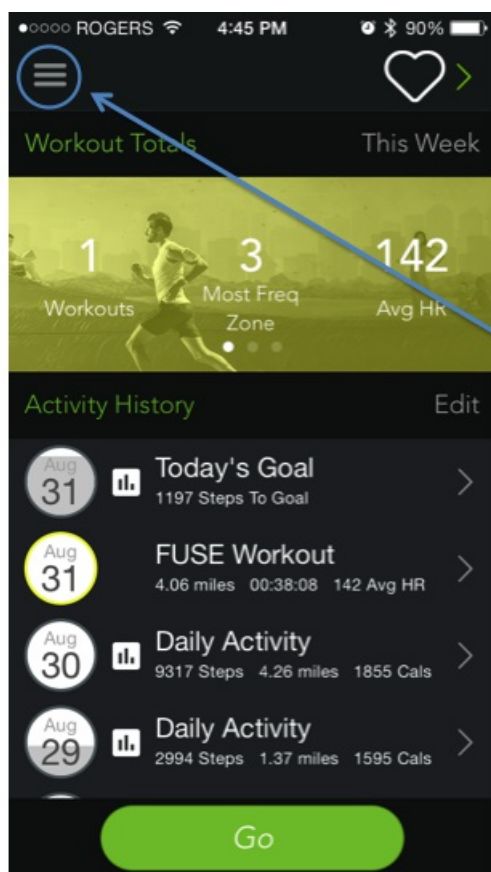 ROGERS 4:45 PM 90%
Workout Totals This Week
1 3 142
Workouts Most Freq Avg HR
Zone
Activity History Edit
Aug
31
Today's Goal
1197 Steps To Goal
Aug
31
FUSE Workout
4.06 miles 00:38:08 142 Avg HR
Aug
30
Daily Activity
9317 Steps 4.26 miles 1855 Cals
Aug
29
Daily Activity
2994 Steps 1.37 miles 1595 Cals
Go